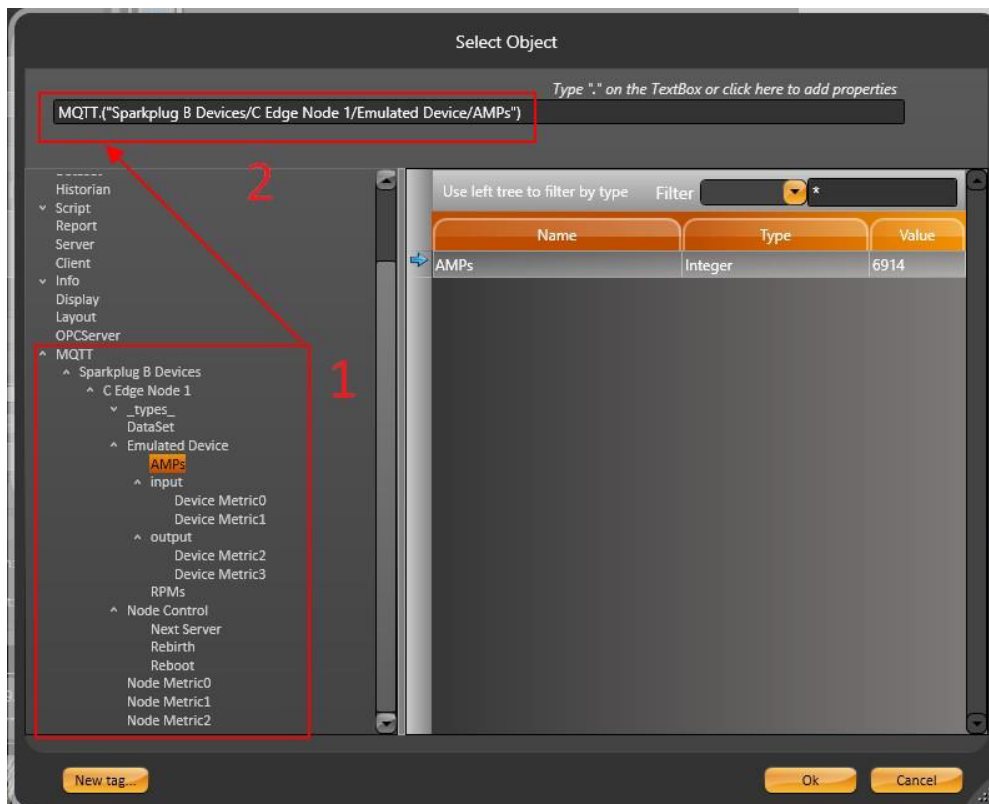 Select Object
Type "." on the TextBox or click here to add properties
MQTT.("Sparkplug B Devices/C Edge Node 1/Emulated Device/AMPs")
2
Historian
Script
Report
Server
Client
Info
Display
Layout
OPCServer
MQTT
Sparkplug B Devices
C Edge Node 1
_types_
DataSet
Emulated Device
AMPs
input
Device Metric0
Device Metric1
output
Device Metric2
Device Metric3
RPMs
Node Control
Next Server
Rebirth
Reboot
Node Metric0
Node Metric1
Node Metric2
1
Use left tree to filter by type Filter *
Name Type Value
AMPs Integer 6914
New tag... Ok Cancel